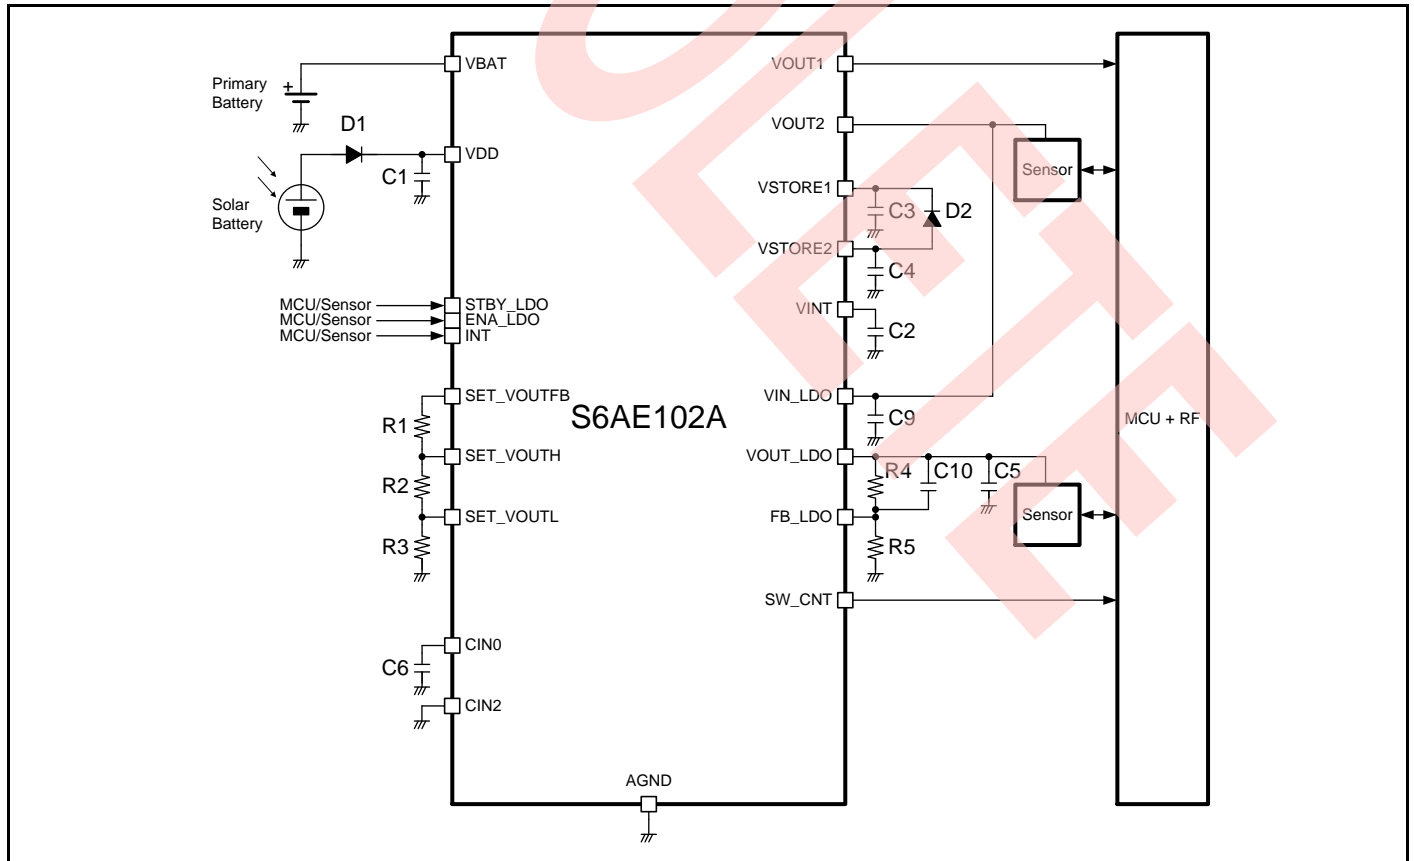 VBAT
VOUT1
Primary
Battery
+
D1
VOUT2
VDD
C1
Sensor
VSTORE1
Solar
Battery
C3
D2
VSTORE2
C4
MCU/Sensor
STBY_LDO
MCU/Sensor
ENA_LDO
MCU/Sensor
INT
VINT
C2
SET_VOUTFB
VIN_LDO
R1
S6AE102A
C9
MCU + RF
SET_VOUTH
VOUT_LDO
R4
C10
C5
R2
SET_VOUTL
FB_LDO
Sensor
R3
R5
SW_CNT
CIN0
C6
CIN2
AGND